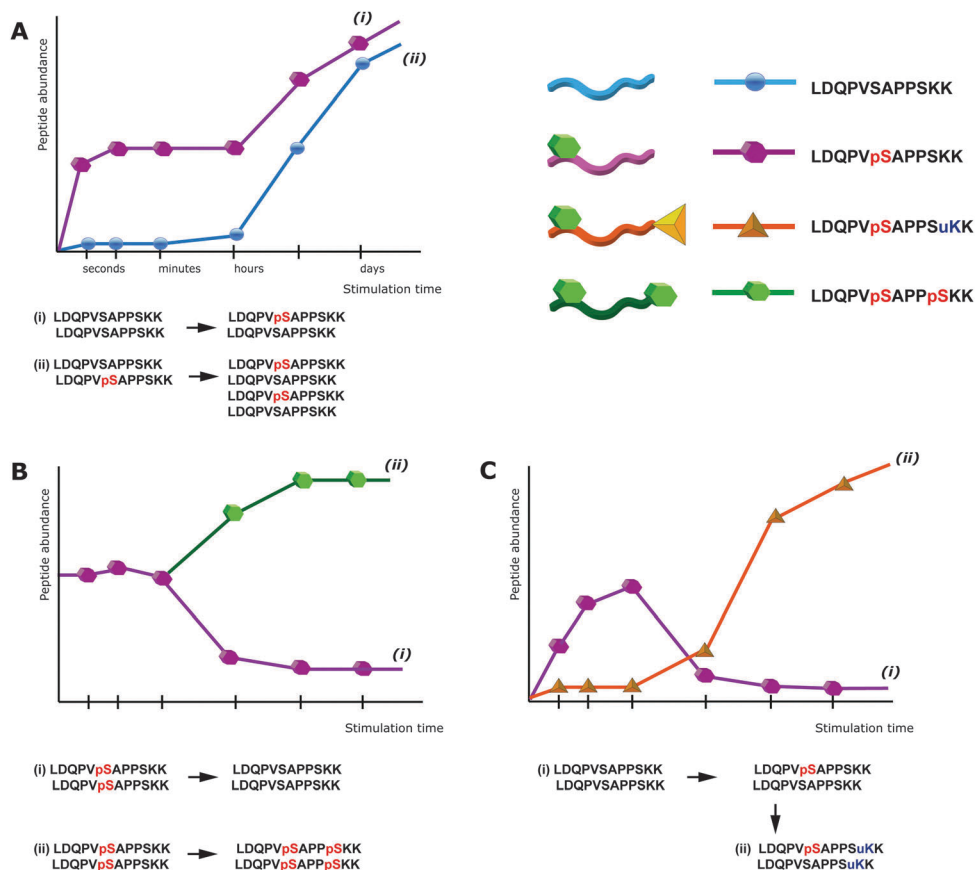 A
Peptide abundance
(i)
(ii)
seconds
minutes
hours
days
Stimulation time
(i) LDQPVSAPPSKK
LDQPVSAPPSKK
LDQPVpSAPPSKK
LDQPVSAPPSKK
(ii) LDQPVSAPPSKK
LDQPVpSAPPSKK
LDQPVpSAPPSKK
LDQPVSAPPSKK
LDQPVpSAPPSKK
LDQPVSAPPSKK
LDQPVSAPPSKK
LDQPVpSAPPSKK
LDQPVpSAPPSuKK
LDQPVpSAPPpSKK
B
Peptide abundance
(ii)
(i)
Stimulation time
(i) LDQPVpSAPPSKK
LDQPVpSAPPSKK
LDQPVSAPPSKK
LDQPVSAPPSKK
(ii) LDQPVpSAPPSKK
LDQPVpSAPPSKK
LDQPVpSAPPpSKK
LDQPVpSAPPpSKK
C
Peptide abundance
(ii)
(i)
Stimulation time
(i) LDQPVSAPPSKK
LDQPVSAPPSKK
LDQPVpSAPPSKK
LDQPVSAPPSKK
(ii) LDQPVpSAPPSuKK
LDQPVSAPPSuKK